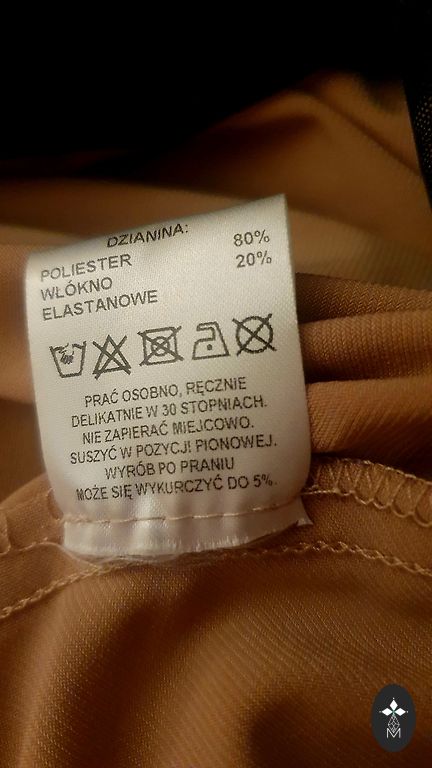 DZIANINA:
POLIESTER 80%
WŁÓKNO 20%
ELASTANOWE
PRAĆ OSOBNO, RĘCZNIE
DELIKATNIE W 30 STOPNIACH.
NIE ZAPIERAĆ MIEJCOWO.
SUSZYĆ W POZYCJI PIONOWEJ.
WYRÓB PO PRANIU
MOŻE SIĘ WYKURCZYĆ DO 5%.
M